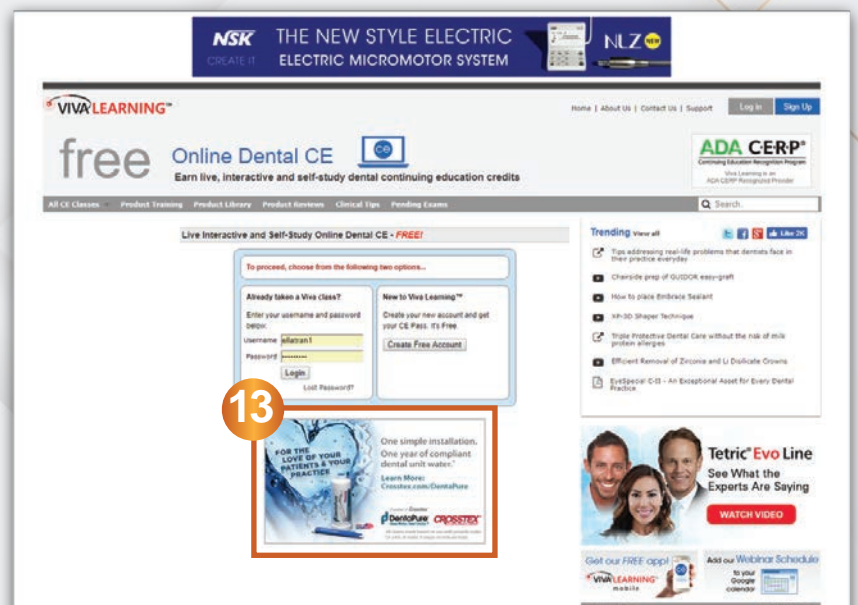 NSK
CREATE IT
THE NEW STYLE ELECTRIC
ELECTRIC MICROMOTOR SYSTEM
NLZ NEW
VIVA LEARNING™
Home | About Us | Contact Us | Support
Log In
Sign Up
free
Online Dental CE
ce
Earn live, interactive and self-study dental continuing education credits
ADA C·E·R·P®
Continuing Education Recognition Program
Viva Learning is an
ADA CERP Recognized Provider
All CE Classes Product Training Product Library Product Reviews Clinical Tips Pending Exams
Search
Live Interactive and Self-Study Online Dental CE - FREE!
To proceed, choose from the following two options...
Already taken a Viva class?
Enter your username and password
below.
Username allatran1
Password
Login
Lost Password?
New to Viva Learning™
Create your new account and get
your CE Pass. It's Free.
Create Free Account
13
FOR THE
LOVE OF YOUR
PATIENTS & YOUR
PRACTICE
One simple installation.
One year of compliant
dental unit water.*
Learn More:
Crosstex.com/DentaPure
DentaPure CROSSTEX
Trending View all
Like 2K
Tips addressing real-life problems that dentists face in
their practice everyday
Chairside prep of GUIDOR easy-graft
How to place Embrace Sealant
XP-3D Shaper Technique
Triple Protective Dental Care without the risk of milk
protein allergies
Efficient Removal of Zirconia and Li Disilicate Crowns
EyeSpecial C-II - An Exceptional Asset for Every Dental
Practice
Tetric® Evo Line
See What the
Experts Are Saying
WATCH VIDEO
Get our FREE app!
VIVA LEARNING
mobile
ce
Add our Webinar Schedule
to your
Google
calendar